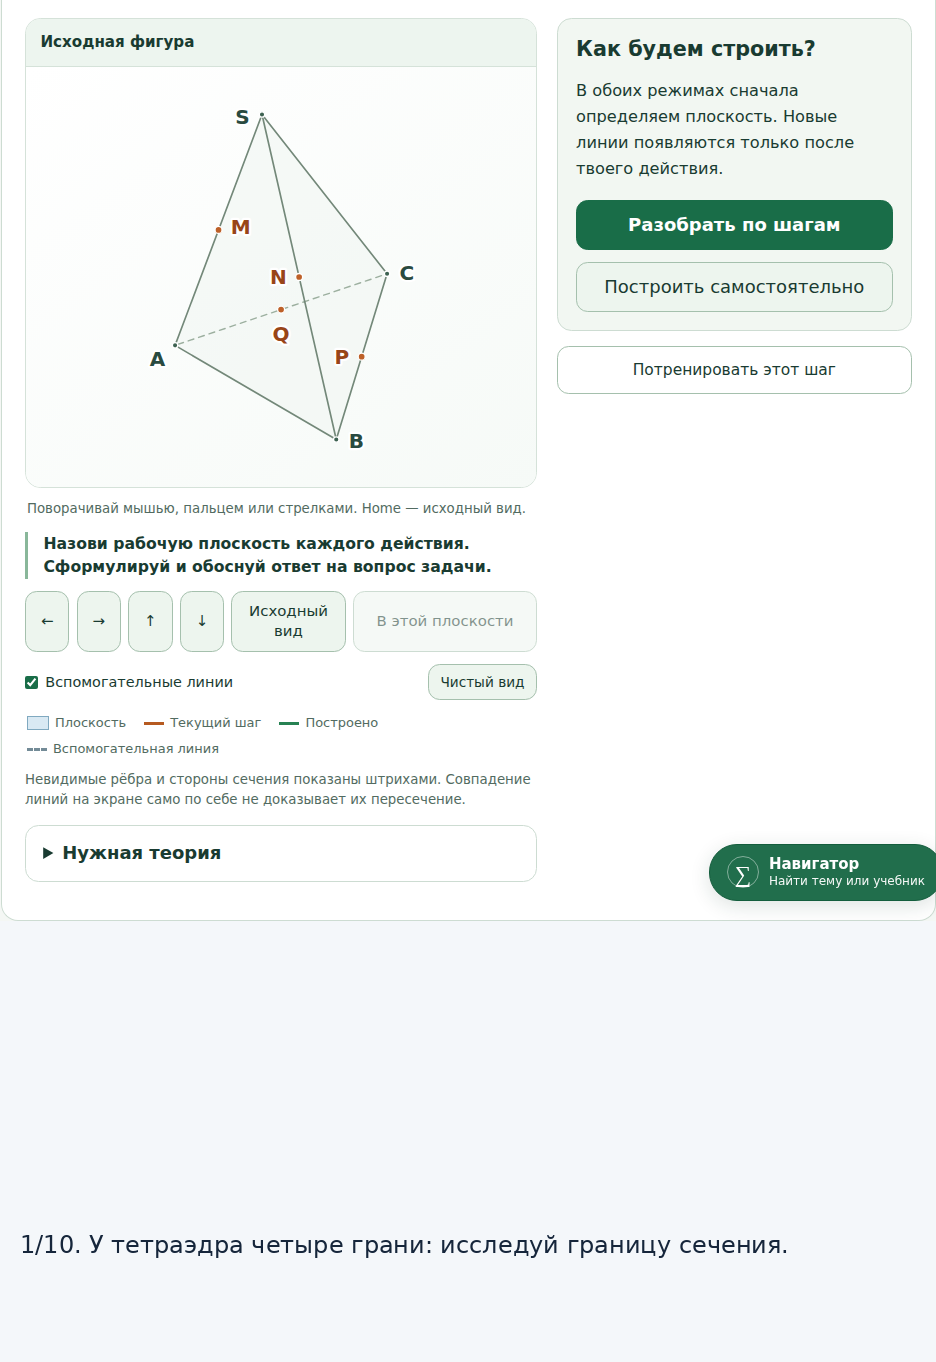 Исходная фигура
S
M
N
C
Q
P
A
B
Поворачивай мышью, пальцем или стрелками. Home — исходный вид.
Назови рабочую плоскость каждого действия.
Сформулируй и обоснуй ответ на вопрос задачи.
← → ↑ ↓ Исходный вид В этой плоскости
Вспомогательные линии Чистый вид
Плоскость Текущий шаг Построено
Вспомогательная линия
Невидимые рёбра и стороны сечения показаны штрихами. Совпадение
линий на экране само по себе не доказывает их пересечение.
▶ Нужная теория
Как будем строить?
В обоих режимах сначала
определяем плоскость. Новые
линии появляются только после
твоего действия.
Разобрать по шагам
Построить самостоятельно
Потренировать этот шаг
∑ Навигатор
Найти тему или учебник
1/10. У тетраэдра четыре грани: исследуй границу сечения.